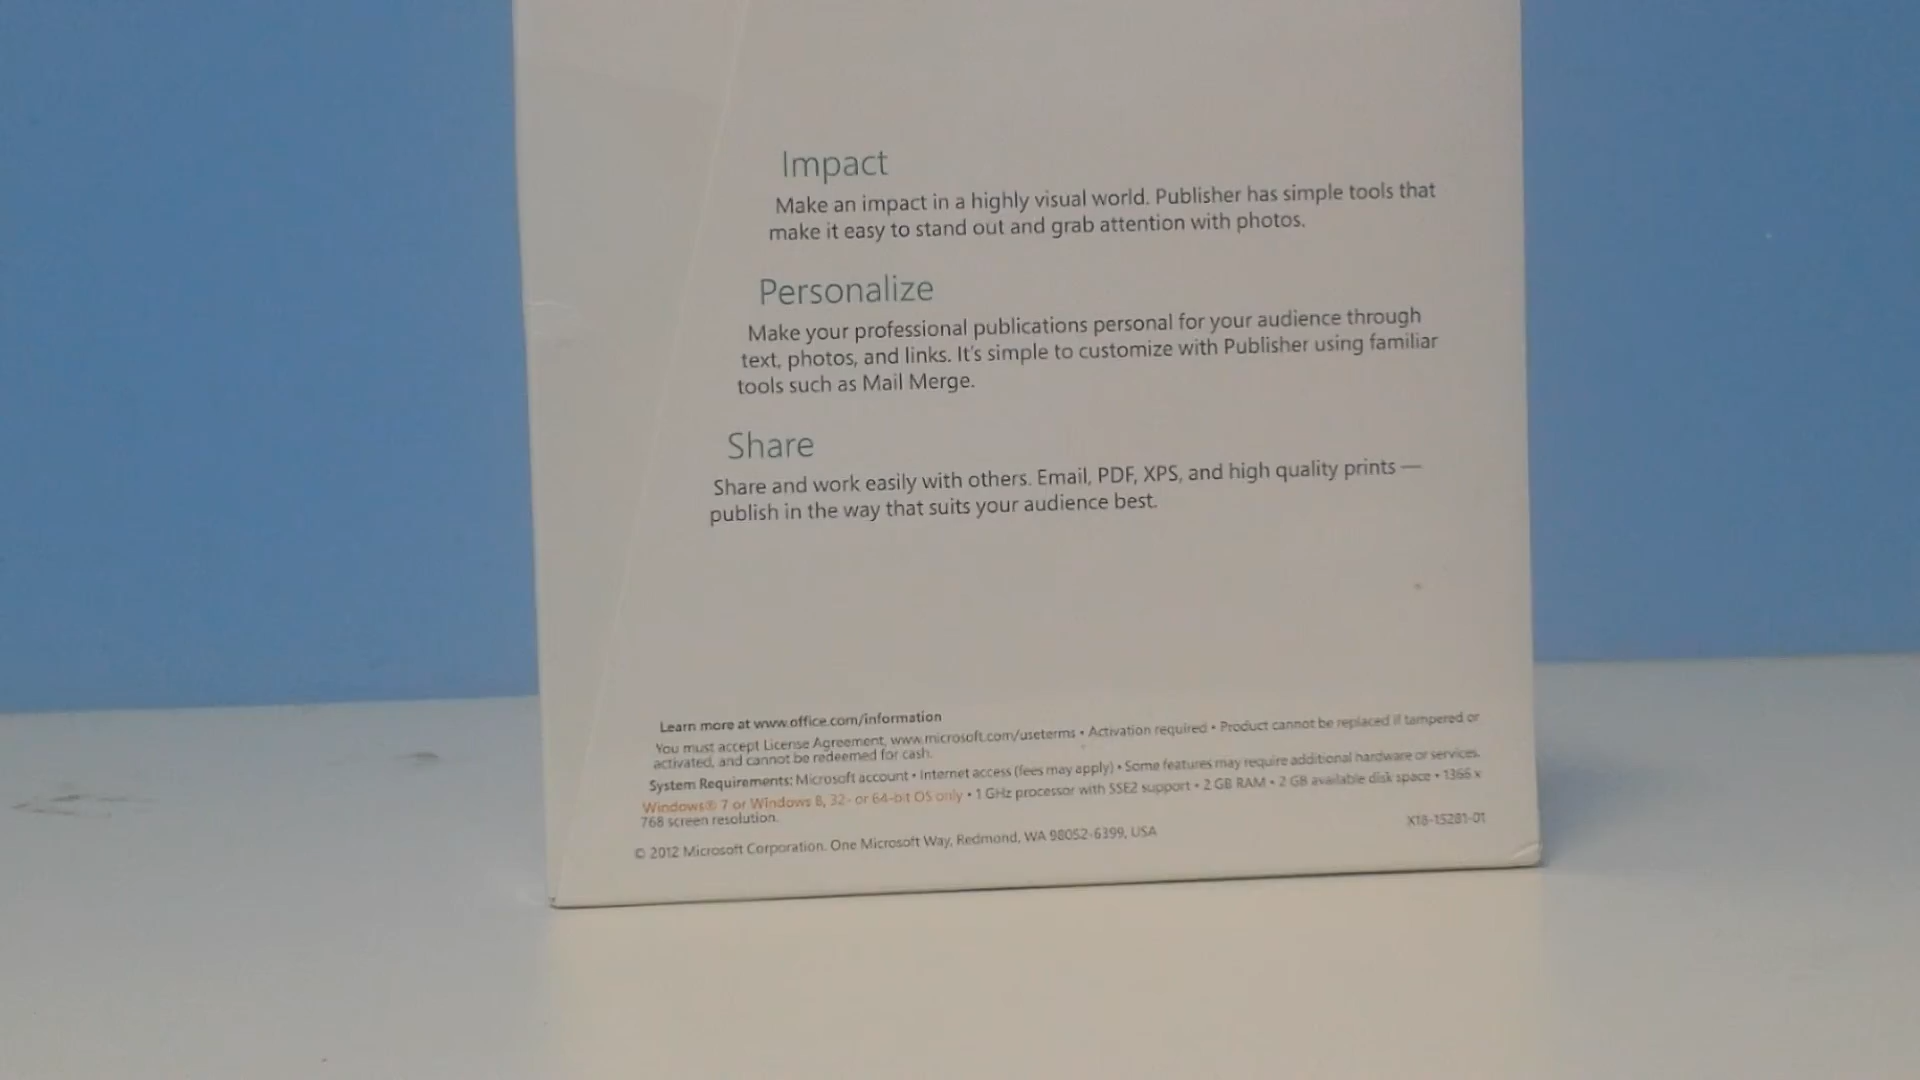 Impact
Make an impact in a highly visual world. Publisher has simple tools that
make it easy to stand out and grab attention with photos.
Personalize
Make your professional publications personal for your audience through
text, photos, and links. It's simple to customize with Publisher using familiar
tools such as Mail Merge.
Share
Share and work easily with others. Email, PDF, XPS, and high quality prints —
publish in the way that suits your audience best.
Learn more at www.office.com/information
You must accept License Agreement, www.microsoft.com/useterms • Activation required • Product cannot be replaced if tampered or
activated, and cannot be redeemed for cash.
System Requirements: Microsoft account • Internet access (fees may apply) • Some features may require additional hardware or services.
Windows® 7 or Windows 8, 32- or 64-bit OS only • 1 GHz processor with SSE2 support • 2 GB RAM • 2 GB available disk space • 1366 x
768 screen resolution.
© 2012 Microsoft Corporation. One Microsoft Way, Redmond, WA 98052-6399, USA
X18-15281-01